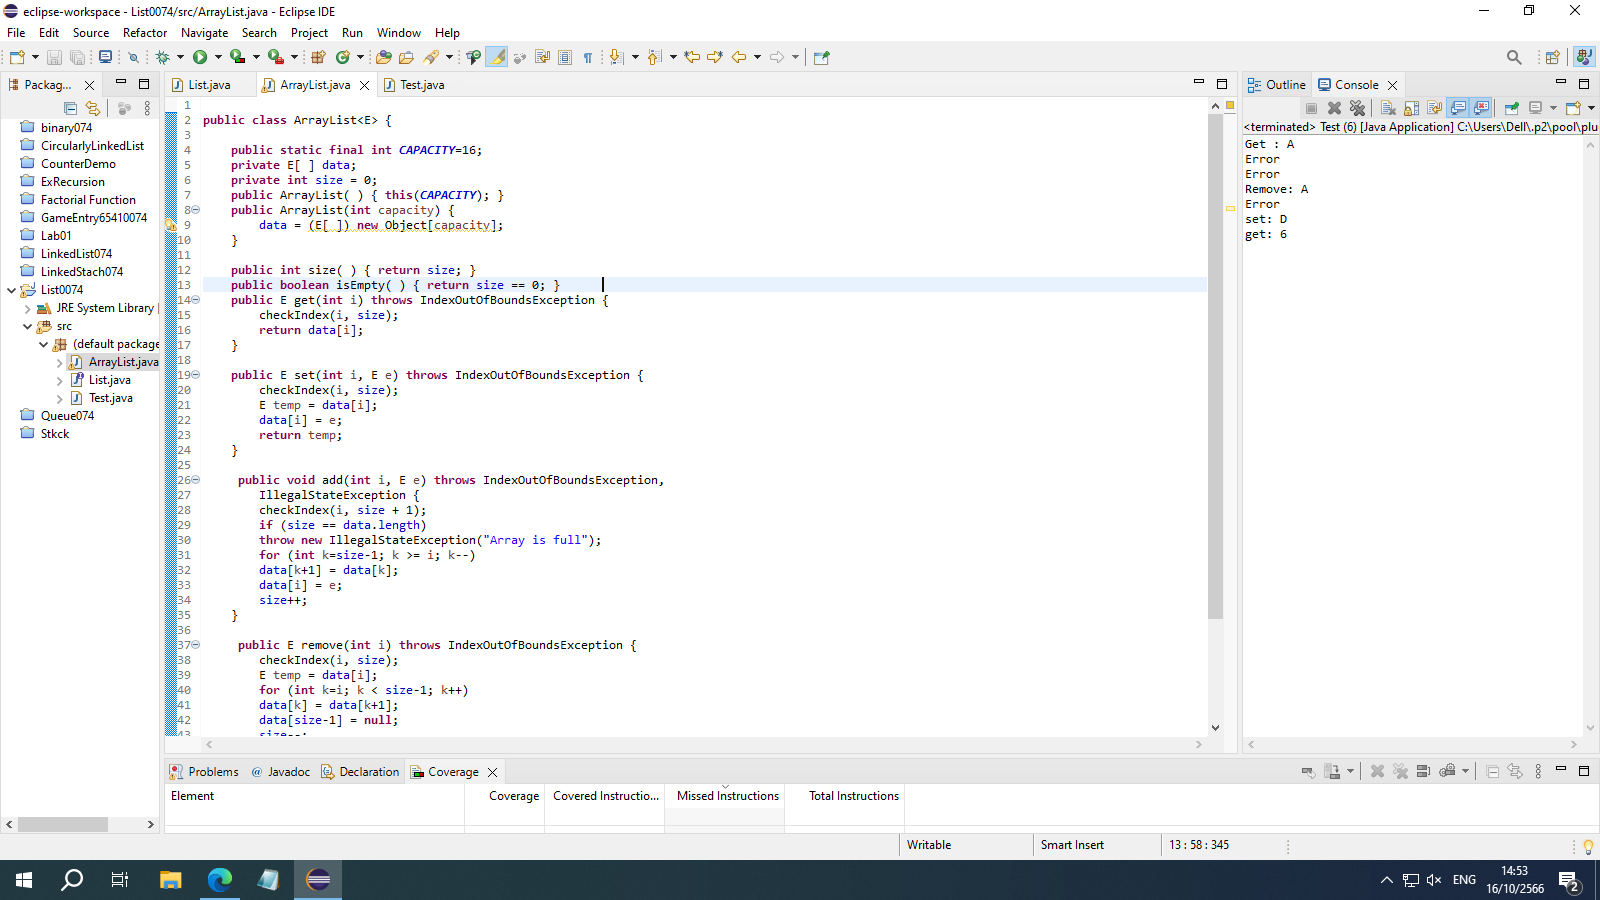 eclipse-workspace - List0074/src/ArrayList.java - Eclipse IDE
File Edit Source Refactor Navigate Search Project Run Window Help
Packag...
binary074
CircularlyLinkedList
CounterDemo
ExRecursion
Factorial Function
GameEntry65410074
Lab01
LinkedList074
LinkedStach074
List0074
JRE System Library
src
(default package
ArrayList.java
List.java
Test.java
Queue074
Stkck
List.java ArrayList.java Test.java
1
2 public class ArrayList<E> {
3
4 public static final int CAPACITY=16;
5 private E[ ] data;
6 private int size = 0;
7 public ArrayList( ) { this(CAPACITY); }
8 public ArrayList(int capacity) {
9 data = (E[ ]) new Object[capacity];
10 }
11
12 public int size( ) { return size; }
13 public boolean isEmpty( ) { return size == 0; }
14 public E get(int i) throws IndexOutOfBoundsException {
15 checkIndex(i, size);
16 return data[i];
17 }
18
19 public E set(int i, E e) throws IndexOutOfBoundsException {
20 checkIndex(i, size);
21 E temp = data[i];
22 data[i] = e;
23 return temp;
24 }
25
26 public void add(int i, E e) throws IndexOutOfBoundsException,
27 IllegalStateException {
28 checkIndex(i, size + 1);
29 if (size == data.length)
30 throw new IllegalStateException("Array is full");
31 for (int k=size-1; k >= i; k--)
32 data[k+1] = data[k];
33 data[i] = e;
34 size++;
35 }
36
37 public E remove(int i) throws IndexOutOfBoundsException {
38 checkIndex(i, size);
39 E temp = data[i];
40 for (int k=i; k < size-1; k++)
41 data[k] = data[k+1];
42 data[size-1] = null;
43 size--;
Outline Console
<terminated> Test (6) [Java Application] C:\Users\Dell\.p2\pool\plu
Get : A
Error
Error
Remove: A
Error
set: D
get: 6
Problems @ Javadoc Declaration Coverage
Element Coverage Covered Instructio... Missed Instructions Total Instructions
Writable Smart Insert 13 : 58 : 345
ENG
14:53
16/10/2566
2